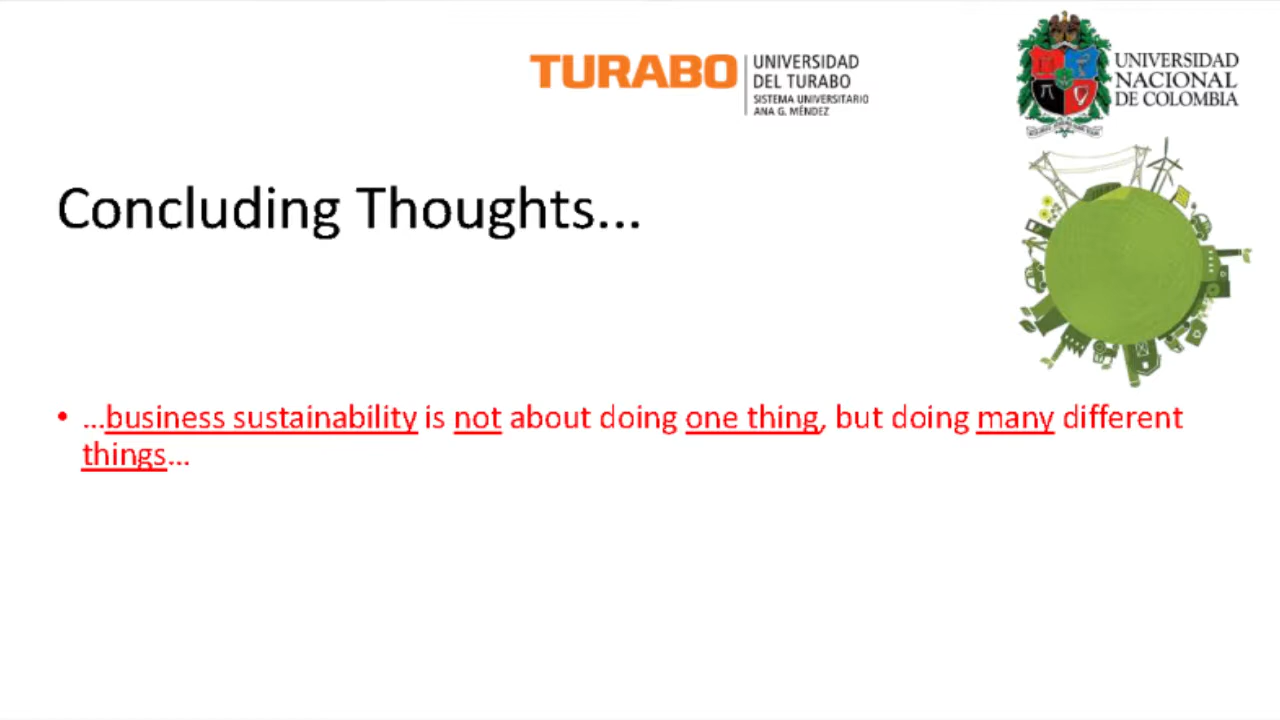 TURABO
UNIVERSIDAD
DEL TURABO
SISTEMA UNIVERSITARIO
ANA G. MÉNDEZ
UNIVERSIDAD
NACIONAL
DE COLOMBIA
Concluding Thoughts...
• ...business sustainability is not about doing one thing, but doing many different
things...